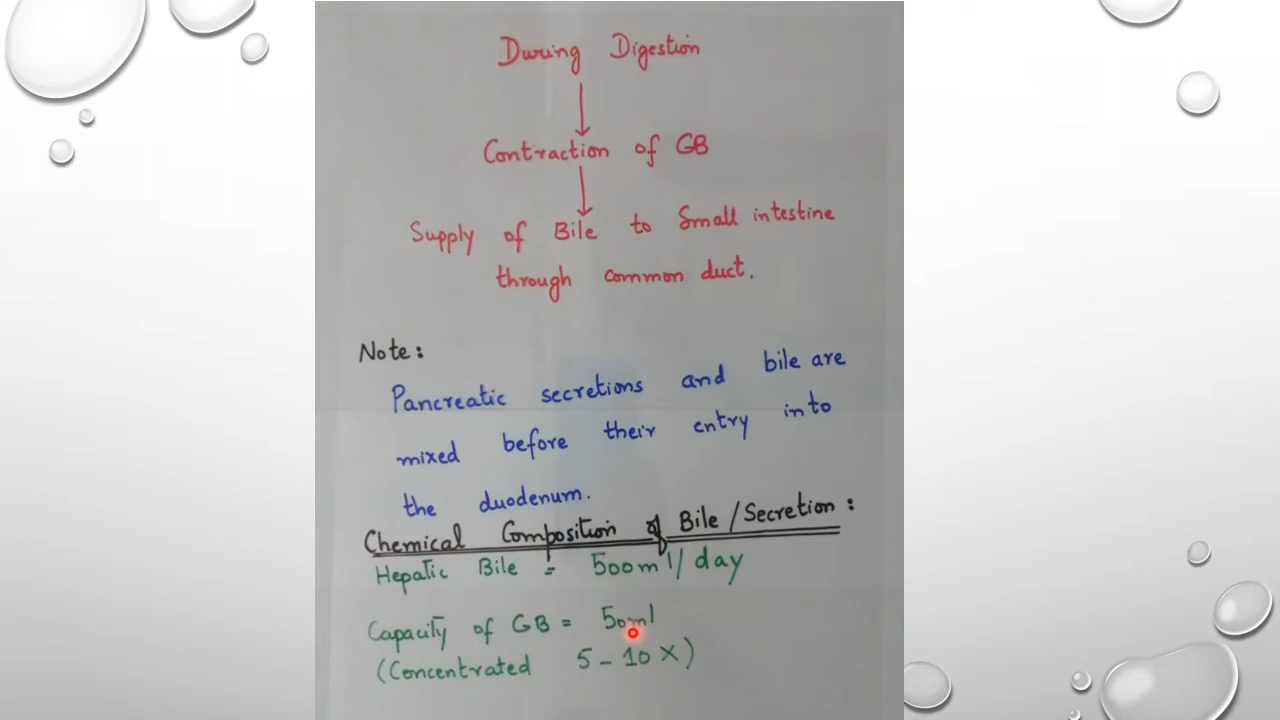 During Digestion
Contraction of GB
Supply of Bile to Small intestine
through common duct.
Note:
Pancreatic secretions and bile are
mixed before their entry into
the duodenum.
Chemical Composition of Bile/Secretion:
Hepatic Bile = 500ml/day
Capacity of GB = 50ml
(Concentrated 5-10X)